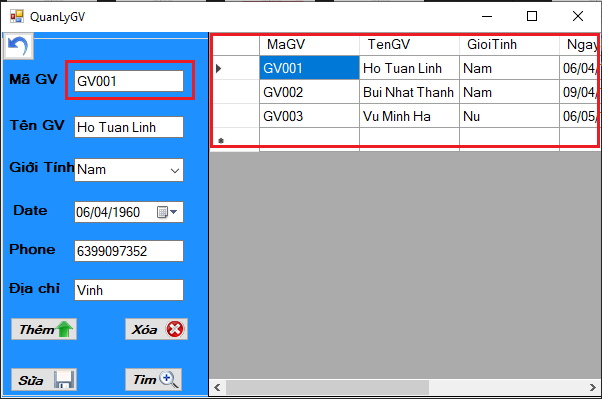 QuanLyGV
Mã GV GV001
Tên GV Ho Tuan Linh
Giới Tính Nam
Date 06/04/1960
Phone 6399097352
Địa chỉ Vinh
Thêm Xóa
Sửa Tìm
MaGV TenGV GioiTinh Ngay
GV001 Ho Tuan Linh Nam 06/04/
GV002 Bui Nhat Thanh Nam 09/04/
GV003 Vu Minh Ha Nu 06/05/